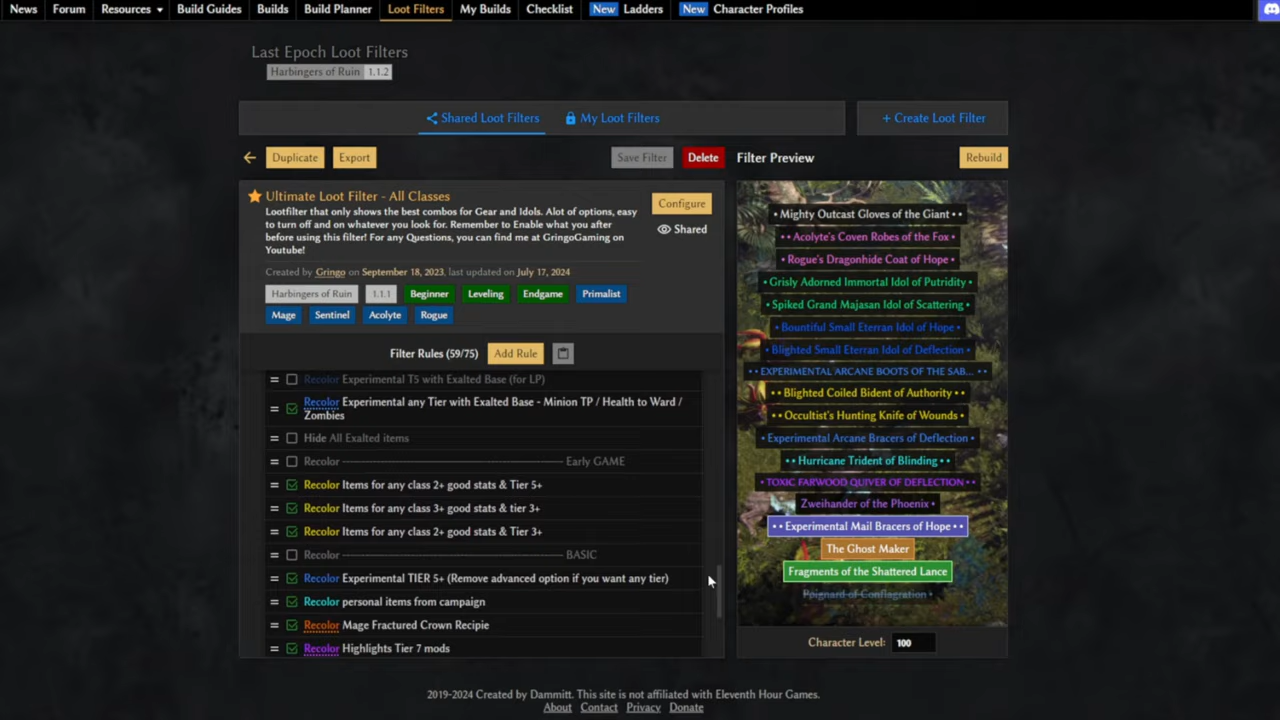 News Forum Resources Build Guides Builds Build Planner Loot Filters My Builds Checklist New Ladders New Character Profiles
Last Epoch Loot Filters
Harbingers of Ruin 1.1.2
Shared Loot Filters My Loot Filters + Create Loot Filter
Duplicate Export Save Filter Delete Filter Preview Rebuild
Ultimate Loot Filter - All Classes
Configure
Lootfilter that only shows the best combos for Gear and Idols. Alot of options, easy
to turn off and on whatever you look for. Remember to Enable what you after
before using this filter! For any Questions, you can find me at GringoGaming on
Youtube!
Shared
Created by Gringo on September 18, 2023, last updated on July 17, 2024
Harbingers of Ruin 1.1.1 Beginner Leveling Endgame Primalist
Mage Sentinel Acolyte Rogue
Filter Rules (59/75) Add Rule
= Recolor Experimental T5 with Exalted Base (for LP)
= Recolor Experimental any Tier with Exalted Base - Minion TP / Health to Ward /
Zombies
= Hide All Exalted items
= Recolor ---------------------------------------------------- Early GAME
= Recolor Items for any class 2+ good stats & Tier 5+
= Recolor Items for any class 3+ good stats & tier 3+
= Recolor Items for any class 2+ good stats & Tier 3+
= Recolor ---------------------------------------------------- BASIC
= Recolor Experimental TIER 5+ (Remove advanced option if you want any tier)
= Recolor personal items from campaign
= Recolor Mage Fractured Crown Recipie
= Recolor Highlights Tier 7 mods
• Mighty Outcast Gloves of the Giant • •
• • Acolyte's Coven Robes of the Fox •
• Rogue's Dragonhide Coat of Hope •
• Grisly Adorned Immortal Idol of Putridity •
• Spiked Grand Majasan Idol of Scattering •
• Bountiful Small Eterran Idol of Hope •
• Blighted Small Eterran Idol of Deflection •
• • EXPERIMENTAL ARCANE BOOTS OF THE SAB... • •
• Blighted Coiled Bident of Authority •
• • Occultist's Hunting Knife of Wounds •
• Experimental Arcane Bracers of Deflection •
• • Hurricane Trident of Blinding • •
• TOXIC FARWOOD QUIVER OF DEFLECTION • •
Zweihander of the Phoenix •
• • Experimental Mail Bracers of Hope • •
The Ghost Maker
Fragments of the Shattered Lance
Poignard of Conflagration •
Character Level: 100
2019-2024 Created by Dammitt. This site is not affiliated with Eleventh Hour Games.
About Contact Privacy Donate